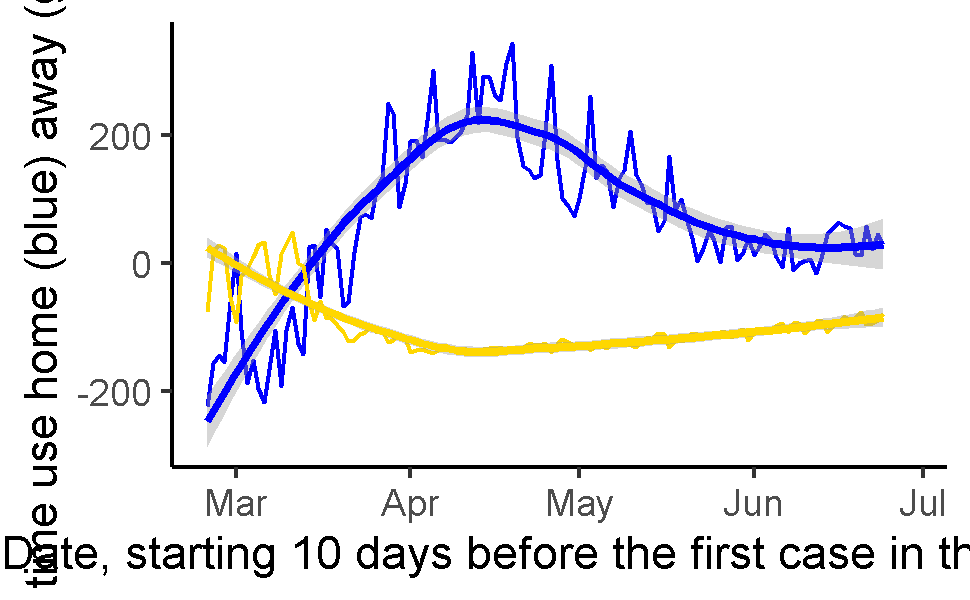 time use home (blue) away (
200
0
-200
Mar Apr May Jun Jul
Date, starting 10 days before the first case in th